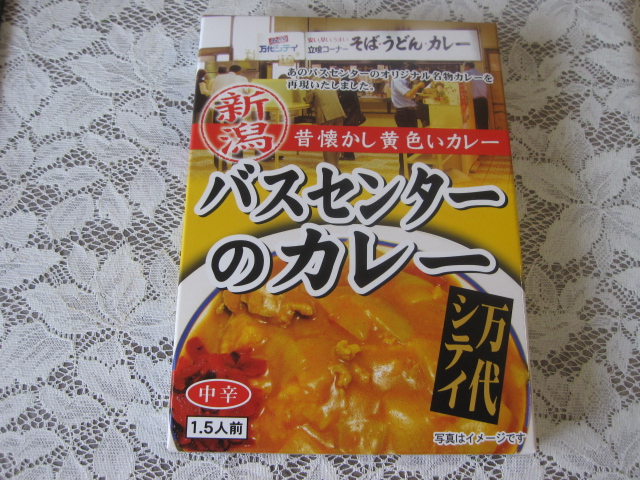 万代シテイ
立喰コーナー そば・うどん・カレー
あのバスセンターのオリジナル名物カレーを
再現いたしました。
新潟
昔懐かし黄色いカレー
バスセンター
のカレー
万代
シテイ
中辛
1.5人前
写真はイメージです